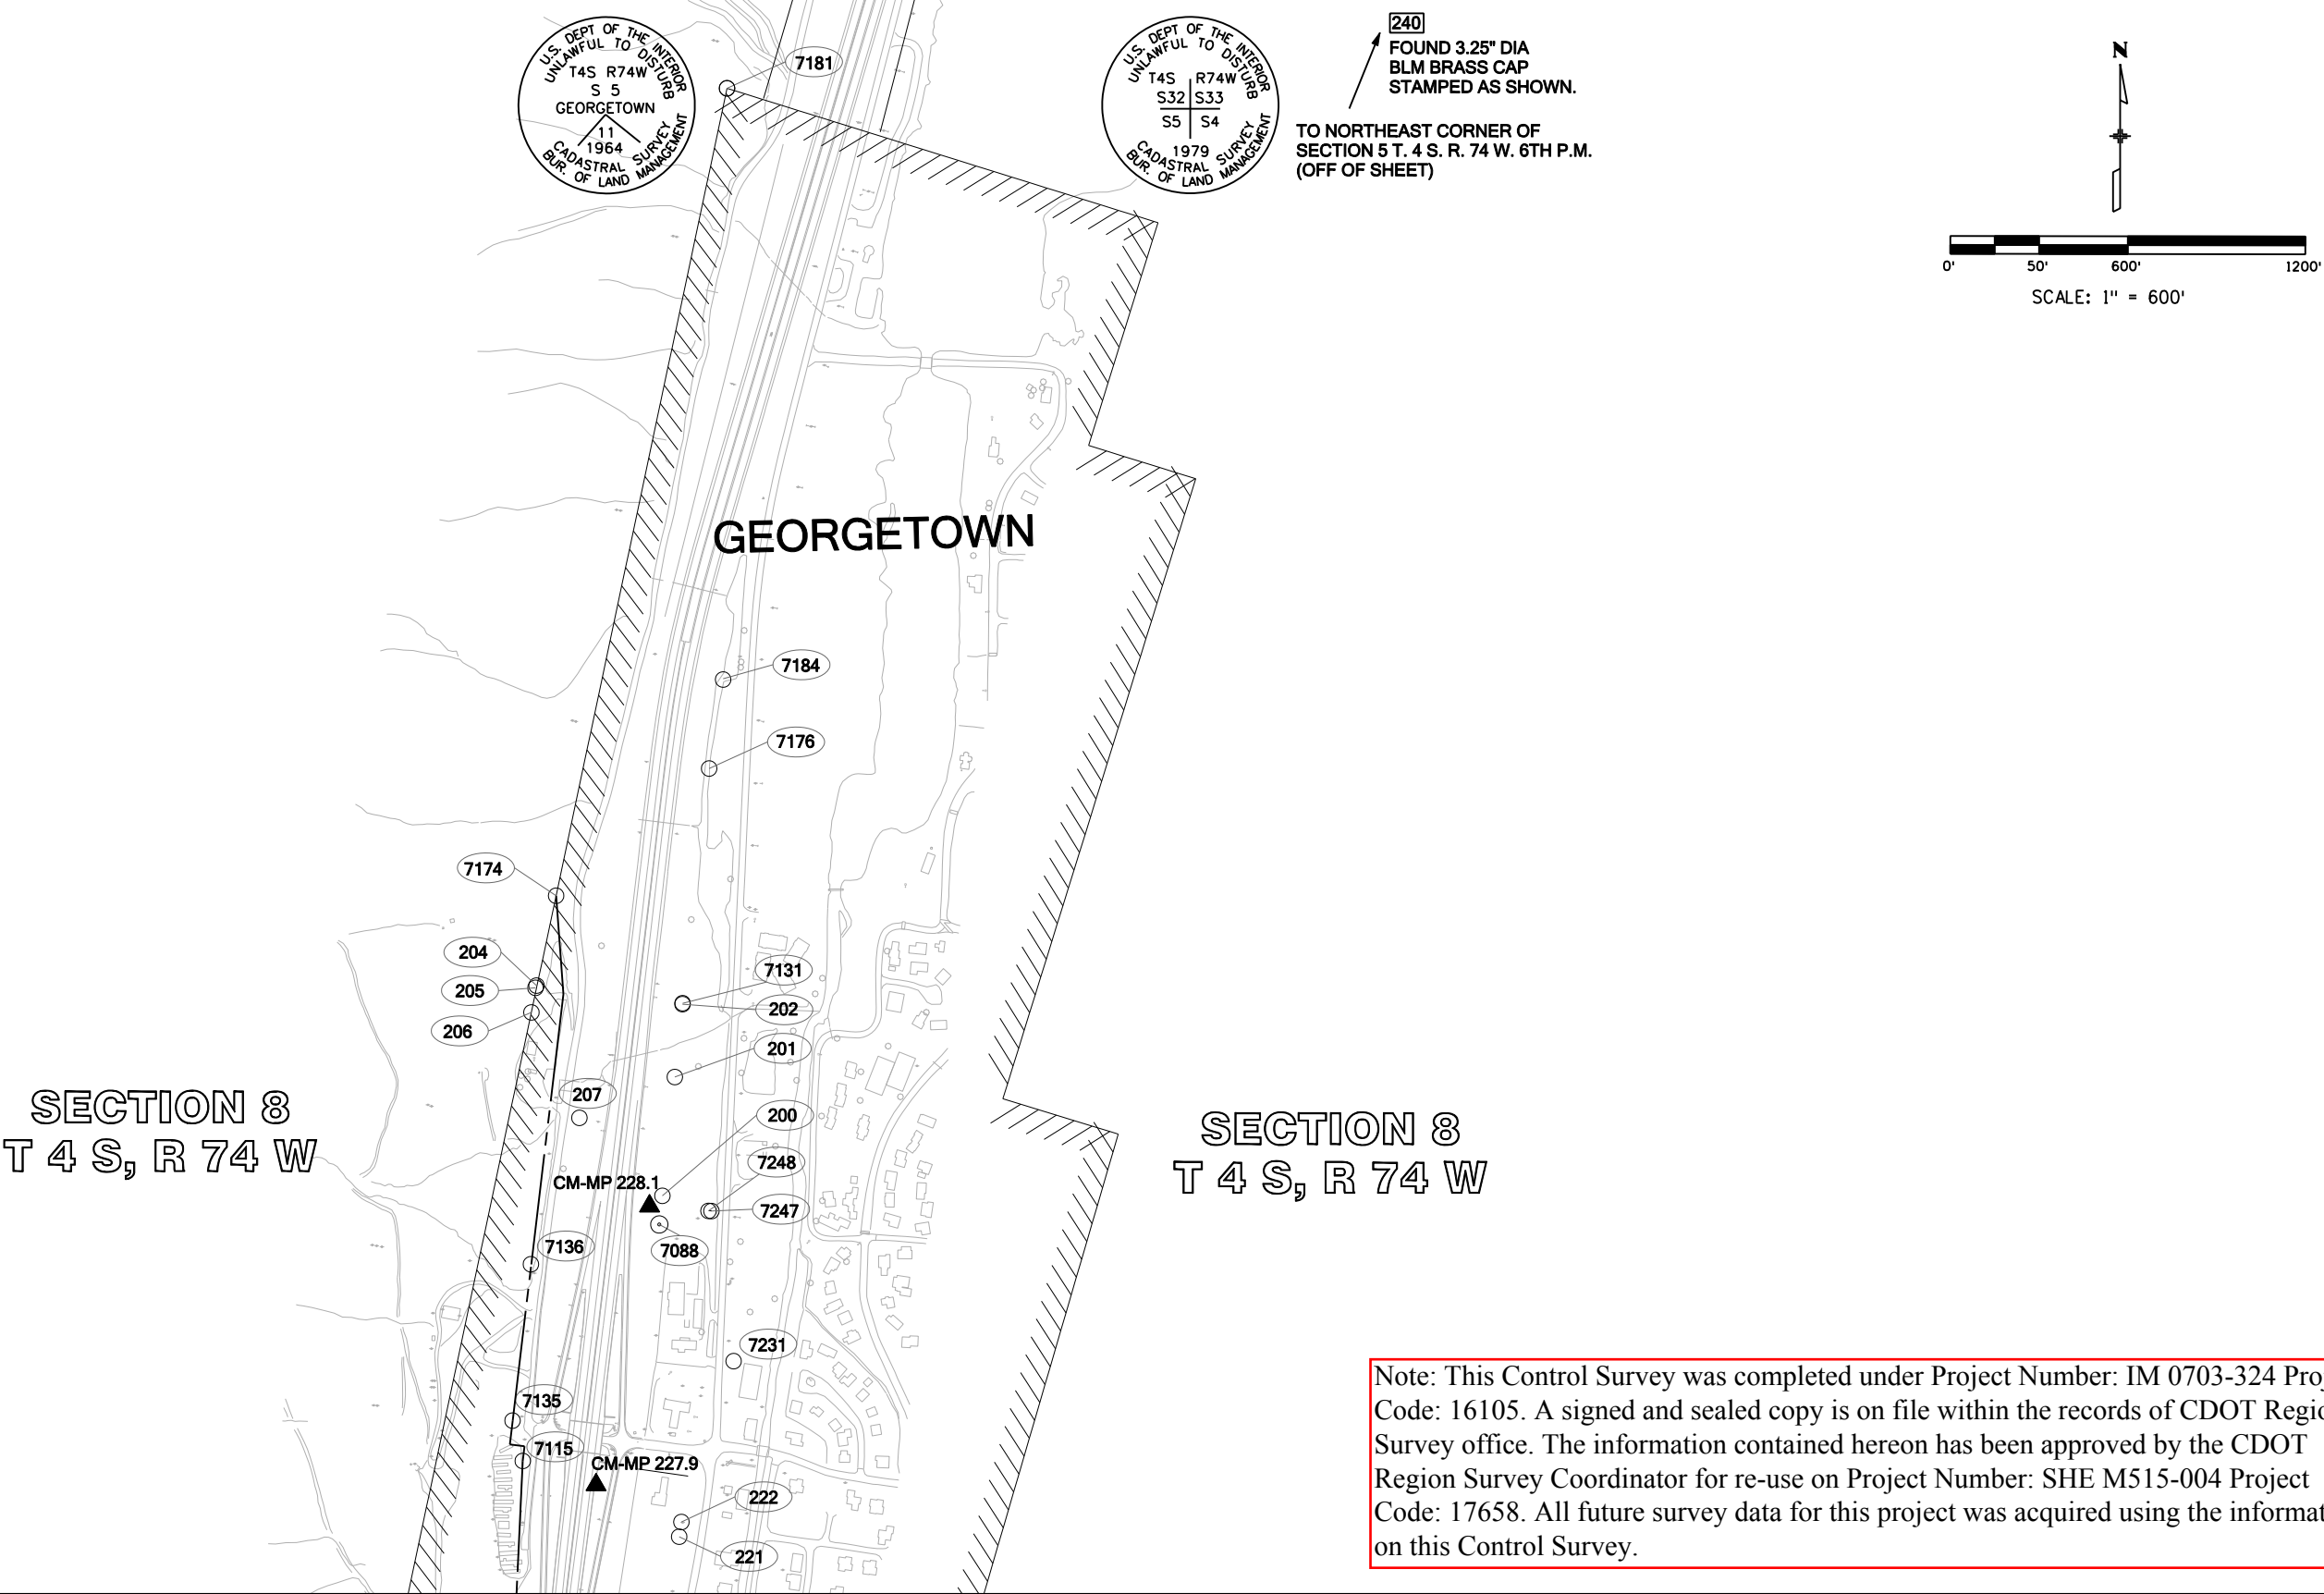 U.S. DEPT OF THE INTERIOR
UNLAWFUL TO DISTURB
T4S R74W
S 5
GEORGETOWN
11
1964
CADASTRAL SURVEY
BUR. OF LAND MANAGEMENT
7181
U.S. DEPT OF THE INTERIOR
UNLAWFUL TO DISTURB
T4S R74W
S32 S33
S5 S4
1979
CADASTRAL SURVEY
BUR. OF LAND MANAGEMENT
240
FOUND 3.25" DIA
BLM BRASS CAP
STAMPED AS SHOWN.
TO NORTHEAST CORNER OF
SECTION 5 T. 4 S. R. 74 W. 6TH P.M.
(OFF OF SHEET)
N
0' 50' 600' 1200'
SCALE: 1" = 600'
GEORGETOWN
7184
7176
7174
204
205
206
7131
202
201
207
200
SECTION 8
T 4 S, R 74 W
SECTION 8
T 4 S, R 74 W
7248
CM-MP 228.1
7247
7136
7088
7231
7135
7115
CM-MP 227.9
222
221
Note: This Control Survey was completed under Project Number: IM 0703-324 Pro
Code: 16105. A signed and sealed copy is on file within the records of CDOT Regio
Survey office. The information contained hereon has been approved by the CDOT
Region Survey Coordinator for re-use on Project Number: SHE M515-004 Project
Code: 17658. All future survey data for this project was acquired using the informat
on this Control Survey.